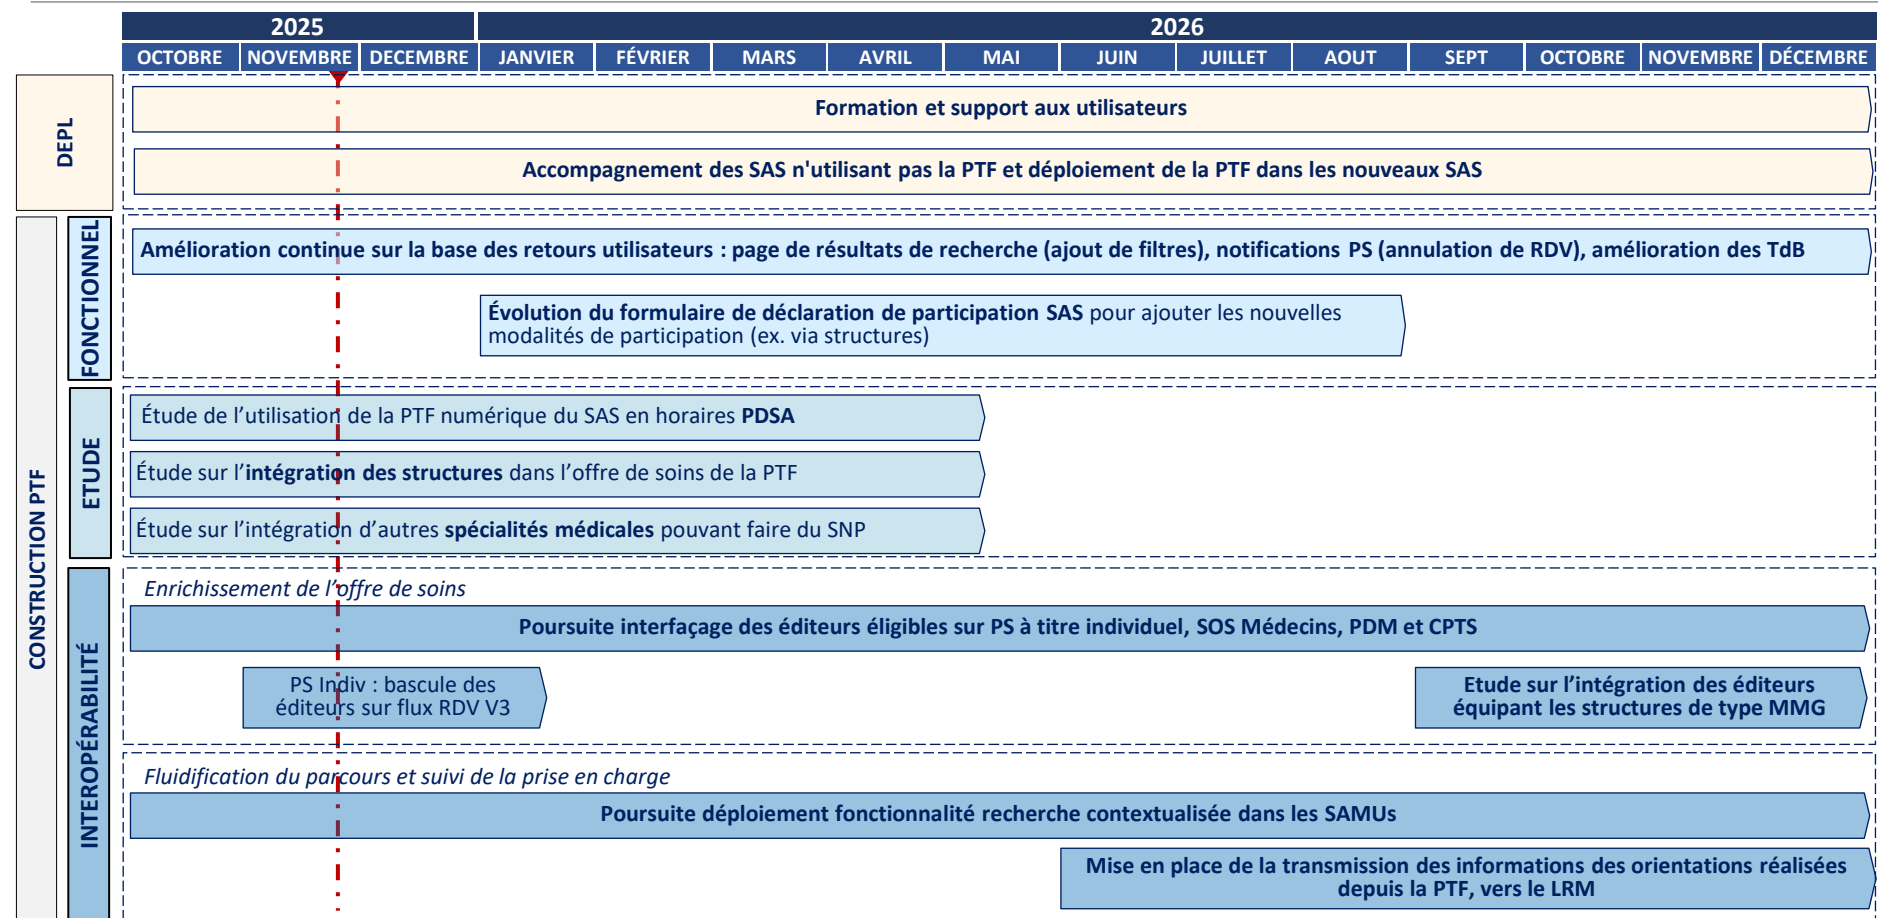 2025
2026
OCTOBRE
NOVEMBRE
DECEMBRE
JANVIER
FÉVRIER
MARS
AVRIL
MAI
JUIN
JUILLET
AOUT
SEPT
OCTOBRE
NOVEMBRE
DÉCEMBRE
DEPL
Formation et support aux utilisateurs
Accompagnement des SAS n'utilisant pas la PTF et déploiement de la PTF dans les nouveaux SAS
CONSTRUCTION PTF
FONCTIONNEL
Amélioration continue sur la base des retours utilisateurs : page de résultats de recherche (ajout de filtres), notifications PS (annulation de RDV), amélioration des TdB
Évolution du formulaire de déclaration de participation SAS pour ajouter les nouvelles
modalités de participation (ex. via structures)
ETUDE
Étude de l’utilisation de la PTF numérique du SAS en horaires PDSA
Étude sur l’intégration des structures dans l’offre de soins de la PTF
Étude sur l’intégration d’autres spécialités médicales pouvant faire du SNP
INTEROPÉRABILITÉ
Enrichissement de l’offre de soins
Poursuite interfaçage des éditeurs éligibles sur PS à titre individuel, SOS Médecins, PDM et CPTS
PS Indiv : bascule des
éditeurs sur flux RDV V3
Etude sur l’intégration des éditeurs
équipant les structures de type MMG
Fluidification du parcours et suivi de la prise en charge
Poursuite déploiement fonctionnalité recherche contextualisée dans les SAMUs
Mise en place de la transmission des informations des orientations réalisées
depuis la PTF, vers le LRM